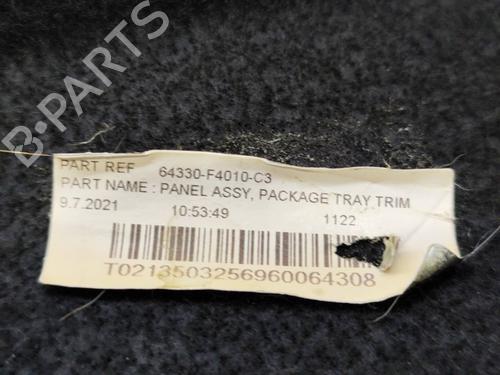 B-PARTS
PART REF 64330-F4010-C3
PART NAME : PANEL ASSY, PACKAGE TRAY TRIM
9.7.2021 10:53:49 1122
T0213503256960064308